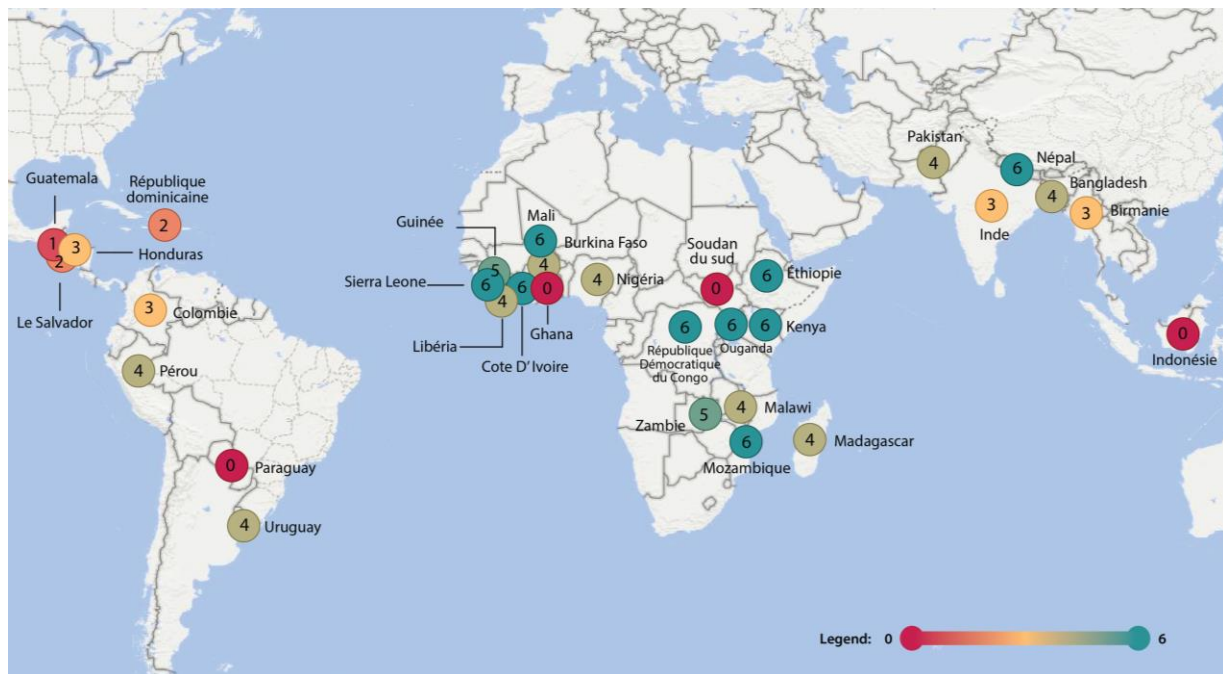 Guatemala
1
République
dominicaine
2
3
Honduras
2
Le Salvador
3
Colombie
4
Pérou
0
Paraguay
4
Uruguay
Guinée
5
Mali
6
Burkina Faso
4
Sierra Leone
6
4
Libéria
6
Cote D'Ivoire
0
Ghana
4
Nigéria
Soudan
du sud
0
6
Éthiopie
6
République
Démocratique
du Congo
6
Ouganda
6
Kenya
5
Zambie
4
Malawi
6
Mozambique
4
Madagascar
Pakistan
4
6
Népal
3
Inde
4
Bangladesh
3
Birmanie
0
Indonésie
Legend: 0 6